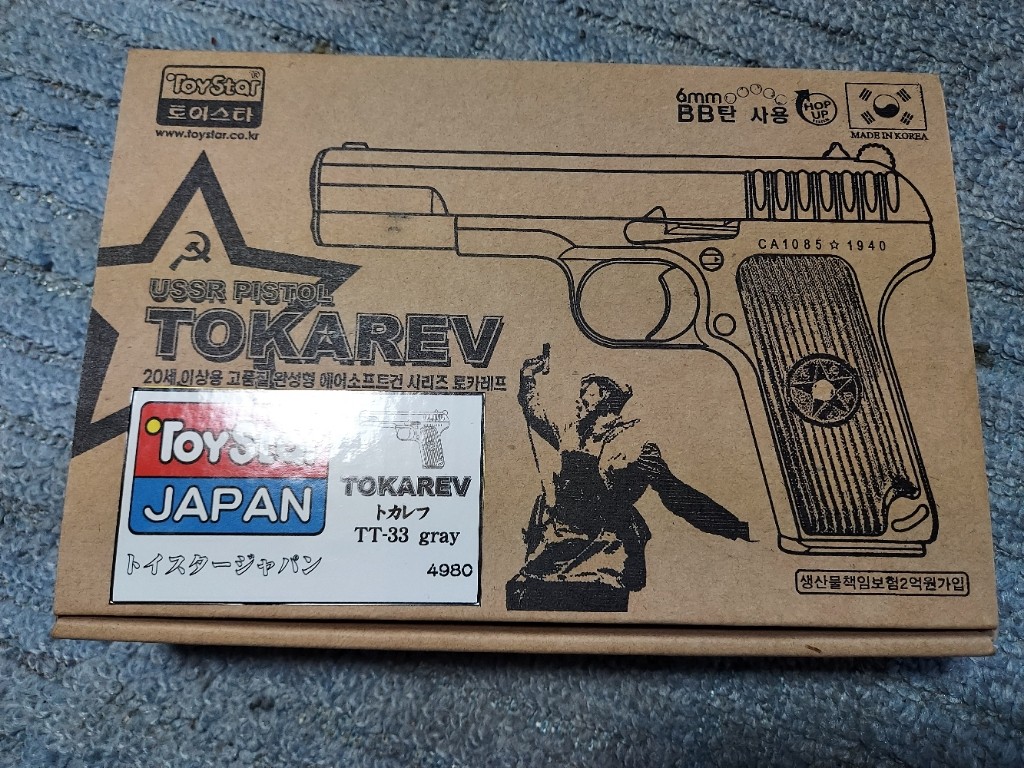 ToyStar®
토이스타
www.toystar.co.kr
6mm
BB탄 사용
HOP UP
MADE IN KOREA
CA1085☆1940
USSR PISTOL
TOKAREV
20세 이상용 고품질 완성형 에어소프트건 시리즈 토카레프
ToyStar
JAPAN
TOKAREV
トカレフ
TT-33 gray
トイスタージャパン
4980
생산물책임보험2억원가입